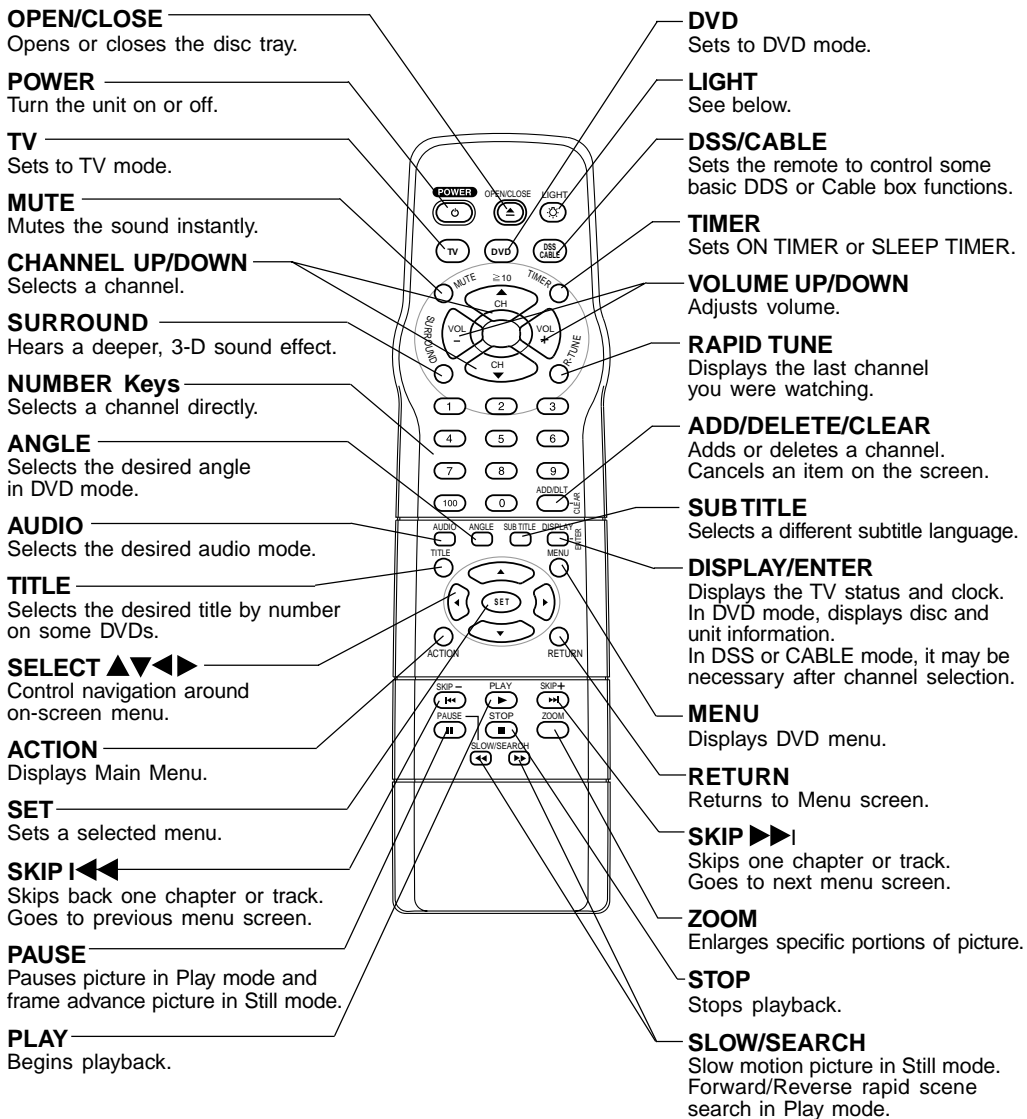 OPEN/CLOSE
Opens or closes the disc tray.
POWER
Turn the unit on or off.
TV
Sets to TV mode.
MUTE
Mutes the sound instantly.
CHANNEL UP/DOWN
Selects a channel.
SURROUND
Hears a deeper, 3-D sound effect.
NUMBER Keys
Selects a channel directly.
ANGLE
Selects the desired angle
in DVD mode.
AUDIO
Selects the desired audio mode.
TITLE
Selects the desired title by number
on some DVDs.
SELECT ▲▼◀▶
Control navigation around
on-screen menu.
ACTION
Displays Main Menu.
SET
Sets a selected menu.
SKIP I◀◀
Skips back one chapter or track.
Goes to previous menu screen.
PAUSE
Pauses picture in Play mode and
frame advance picture in Still mode.
PLAY
Begins playback.
POWER OPEN/CLOSE LIGHT
TV DVD DSS CABLE
MUTE ≥10 TIMER
CH
SURROUND VOL − VOL + R-TUNE
CH
1 2 3
4 5 6
7 8 9
ADD/DLT
100 0 CLEAR
AUDIO ANGLE SUB TITLE DISPLAY
ENTER
TITLE MENU
SET
ACTION RETURN
SKIP − PLAY SKIP+
PAUSE STOP ZOOM
SLOW/SEARCH
DVD
Sets to DVD mode.
LIGHT
See below.
DSS/CABLE
Sets the remote to control some
basic DDS or Cable box functions.
TIMER
Sets ON TIMER or SLEEP TIMER.
VOLUME UP/DOWN
Adjusts volume.
RAPID TUNE
Displays the last channel
you were watching.
ADD/DELETE/CLEAR
Adds or deletes a channel.
Cancels an item on the screen.
SUB TITLE
Selects a different subtitle language.
DISPLAY/ENTER
Displays the TV status and clock.
In DVD mode, displays disc and
unit information.
In DSS or CABLE mode, it may be
necessary after channel selection.
MENU
Displays DVD menu.
RETURN
Returns to Menu screen.
SKIP ▶▶I
Skips one chapter or track.
Goes to next menu screen.
ZOOM
Enlarges specific portions of picture.
STOP
Stops playback.
SLOW/SEARCH
Slow motion picture in Still mode.
Forward/Reverse rapid scene
search in Play mode.